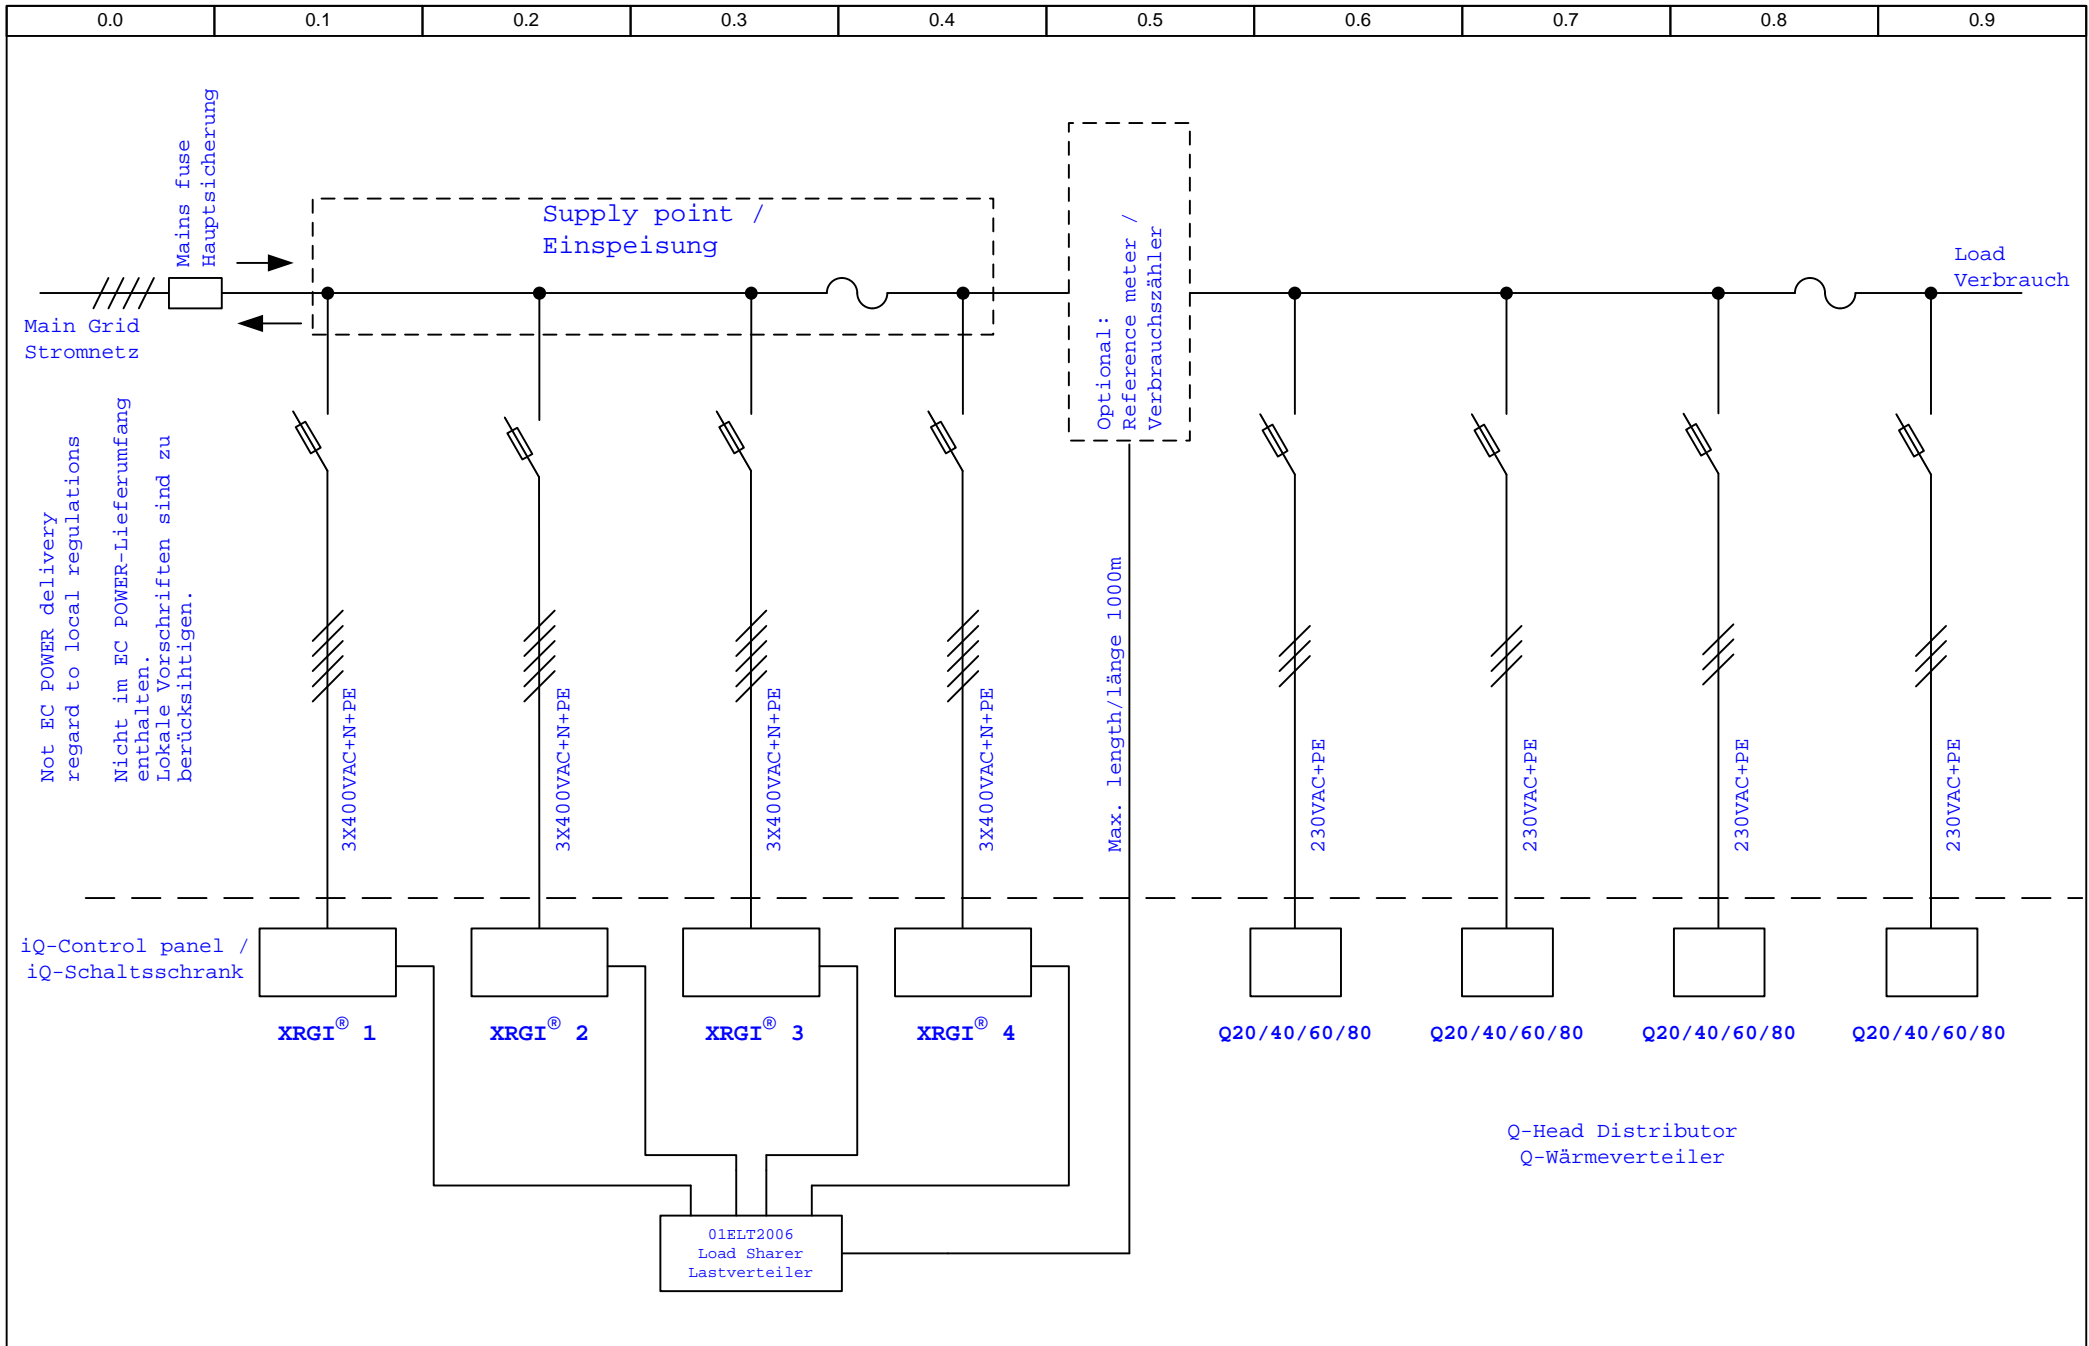 0.0 0.1 0.2 0.3 0.4 0.5 0.6 0.7 0.8 0.9
Mains fuse
Hauptsicherung
Supply point /
Einspeisung
Optional:
Reference meter /
Verbrauchszähler
Load
Verbrauch
Main Grid
Stromnetz
Not EC POWER delivery
regard to local regulations
Nicht im EC POWER-Lieferumfang
enthalten.
Lokale Vorschriften sind zu
berücksihtigen.
3X400VAC+N+PE
3X400VAC+N+PE
3X400VAC+N+PE
3X400VAC+N+PE
Max. length/länge 1000m
230VAC+PE
230VAC+PE
230VAC+PE
230VAC+PE
iQ-Control panel /
iQ-Schaltsschrank
XRGI® 1
XRGI® 2
XRGI® 3
XRGI® 4
Q20/40/60/80
Q20/40/60/80
Q20/40/60/80
Q20/40/60/80
Q-Head Distributor
Q-Wärmeverteiler
01ELT2006
Load Sharer
Lastverteiler